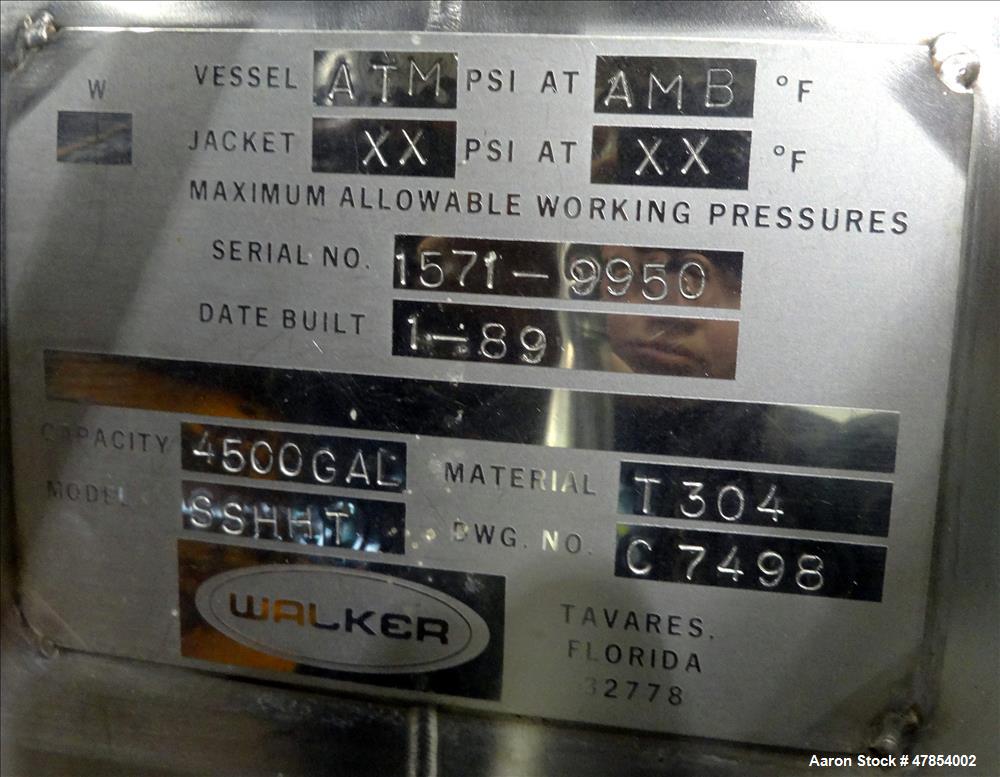 W
VESSEL ATM PSI AT AMB °F
JACKET XX PSI AT XX °F
MAXIMUM ALLOWABLE WORKING PRESSURES
SERIAL NO. 1571-9950
DATE BUILT 1-89
CAPACITY 4500GAL MATERIAL T 304
MODEL SSHHT DWG. NO. C 7498
WALKER
TAVARES.
FLORIDA
32778
Aaron Stock # 47854002